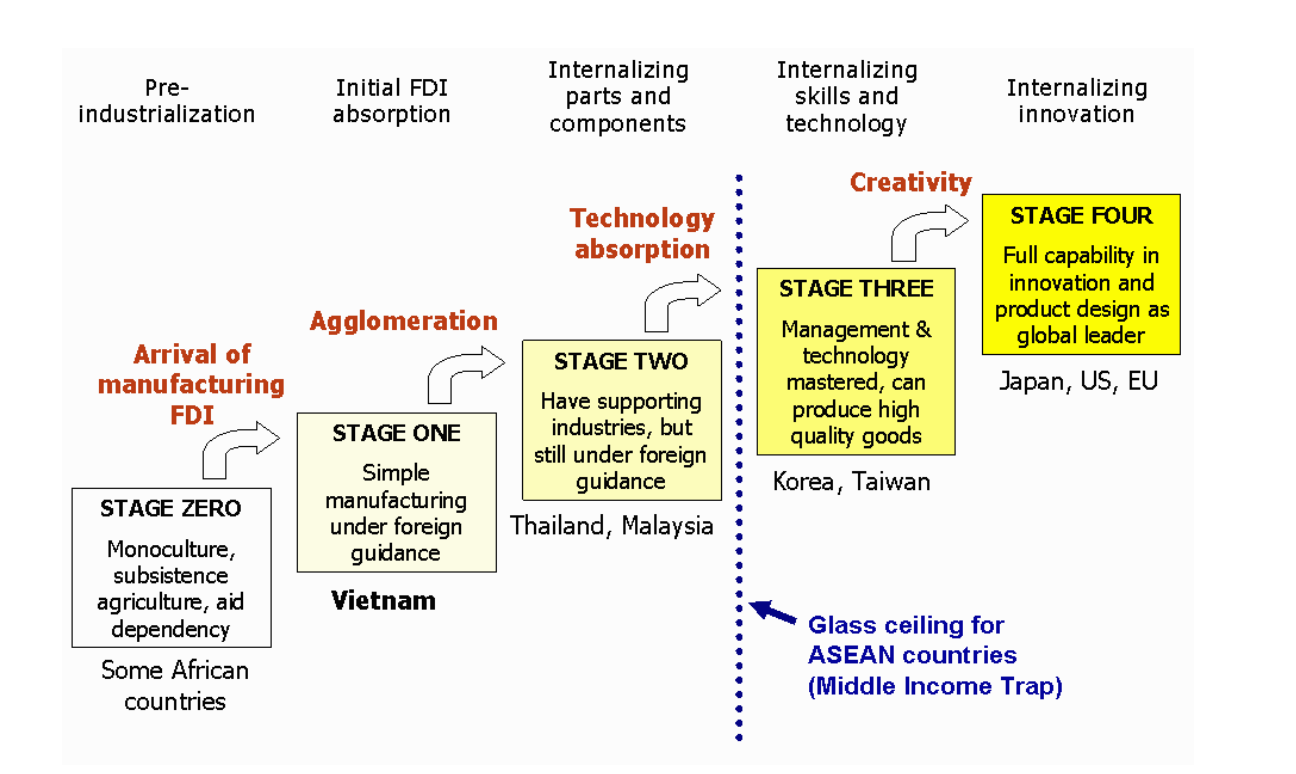 Pre-
industrialization
Initial FDI
absorption
Internalizing
parts and
components
Internalizing
skills and
technology
Internalizing
innovation
Arrival of
manufacturing
FDI
Agglomeration
Technology
absorption
Creativity
STAGE ZERO
Monoculture,
subsistence
agriculture, aid
dependency
Some African
countries
STAGE ONE
Simple
manufacturing
under foreign
guidance
Vietnam
STAGE TWO
Have supporting
industries, but
still under foreign
guidance
Thailand, Malaysia
STAGE THREE
Management &
technology
mastered, can
produce high
quality goods
Korea, Taiwan
STAGE FOUR
Full capability in
innovation and
product design as
global leader
Japan, US, EU
Glass ceiling for
ASEAN countries
(Middle Income Trap)